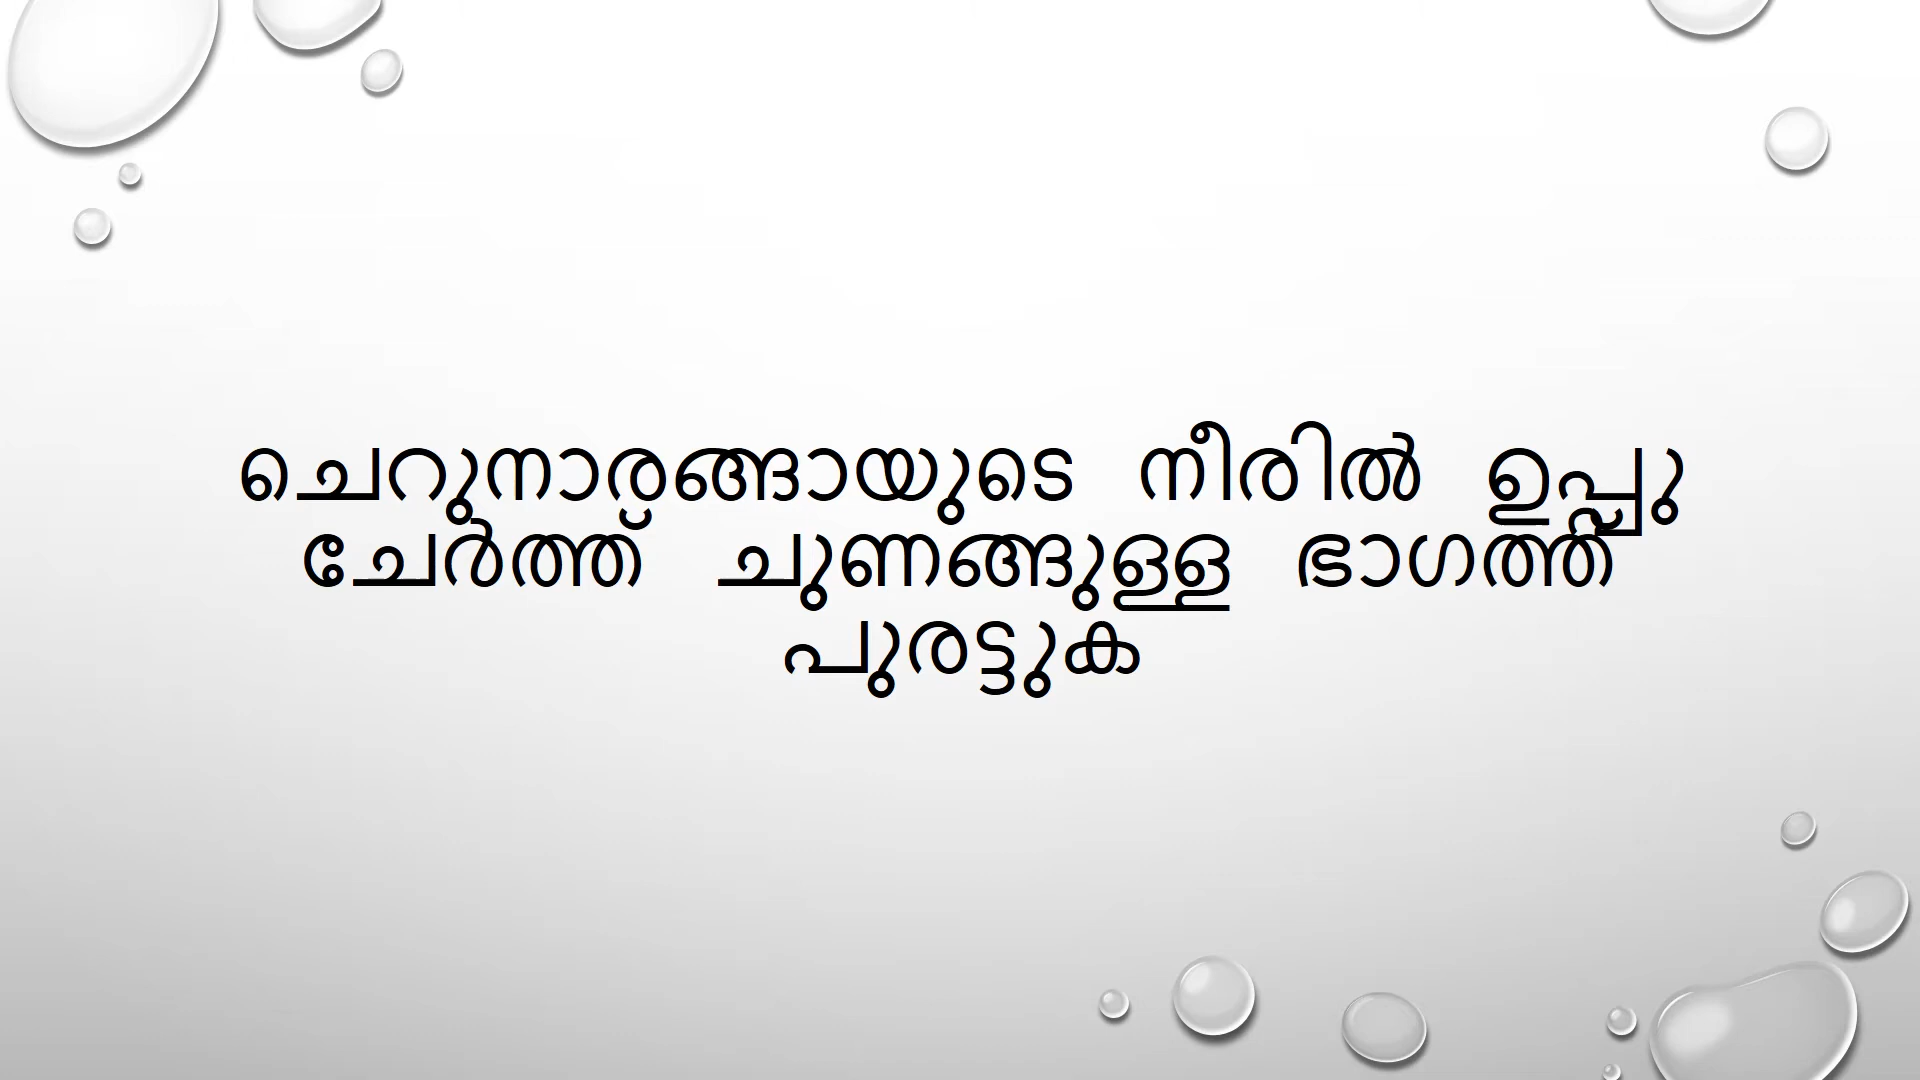 ചെറുനാരങ്ങായുടെ നീരിൽ ഉപ്പു
ചേർത്ത് ചുണങ്ങുള്ള ഭാഗത്ത്
പുരട്ടുക